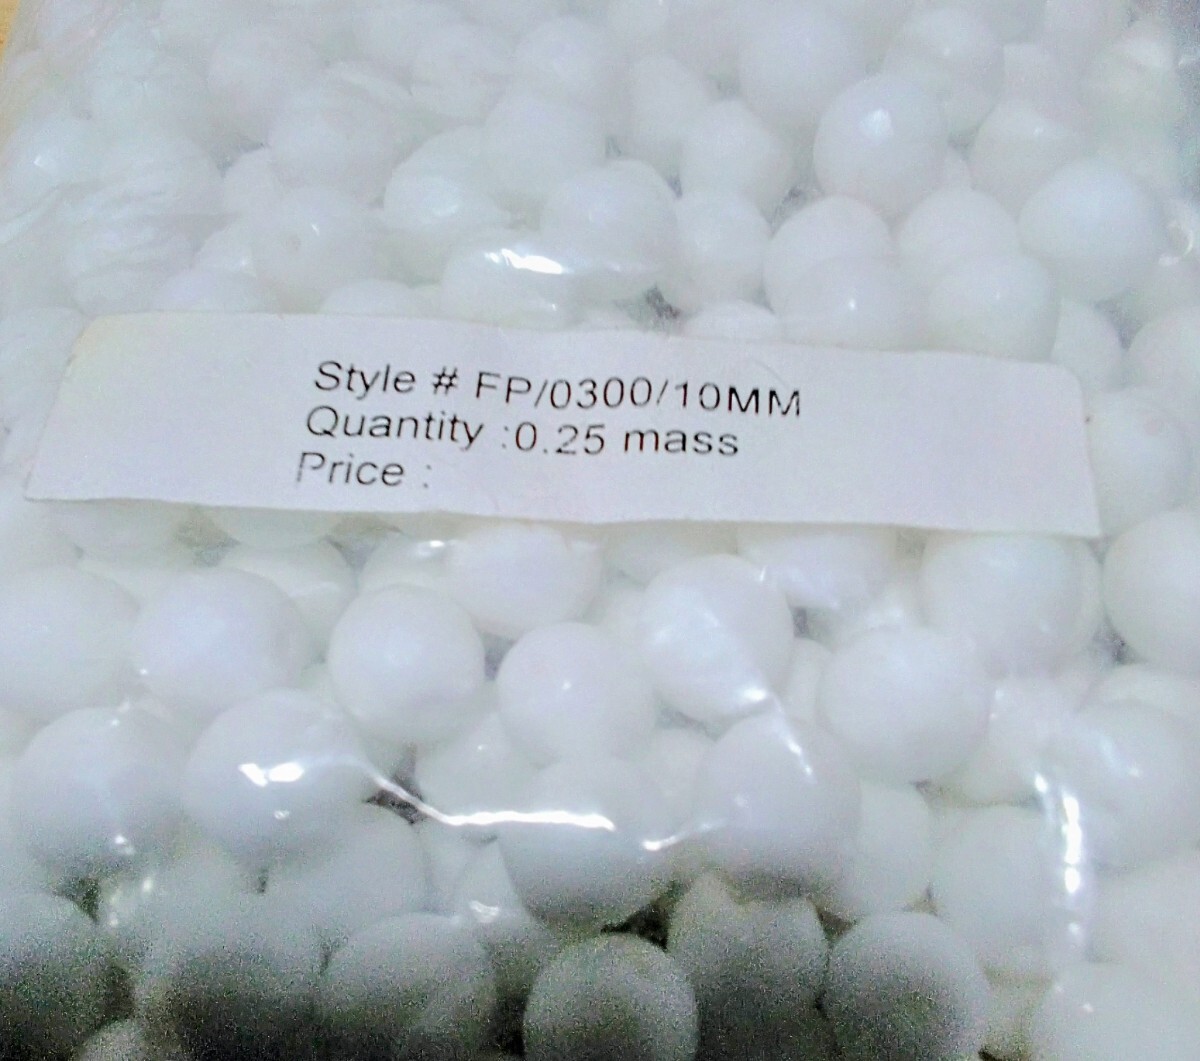 Style # FP/0300/10MM
Quantity :0.25 mass
Price :